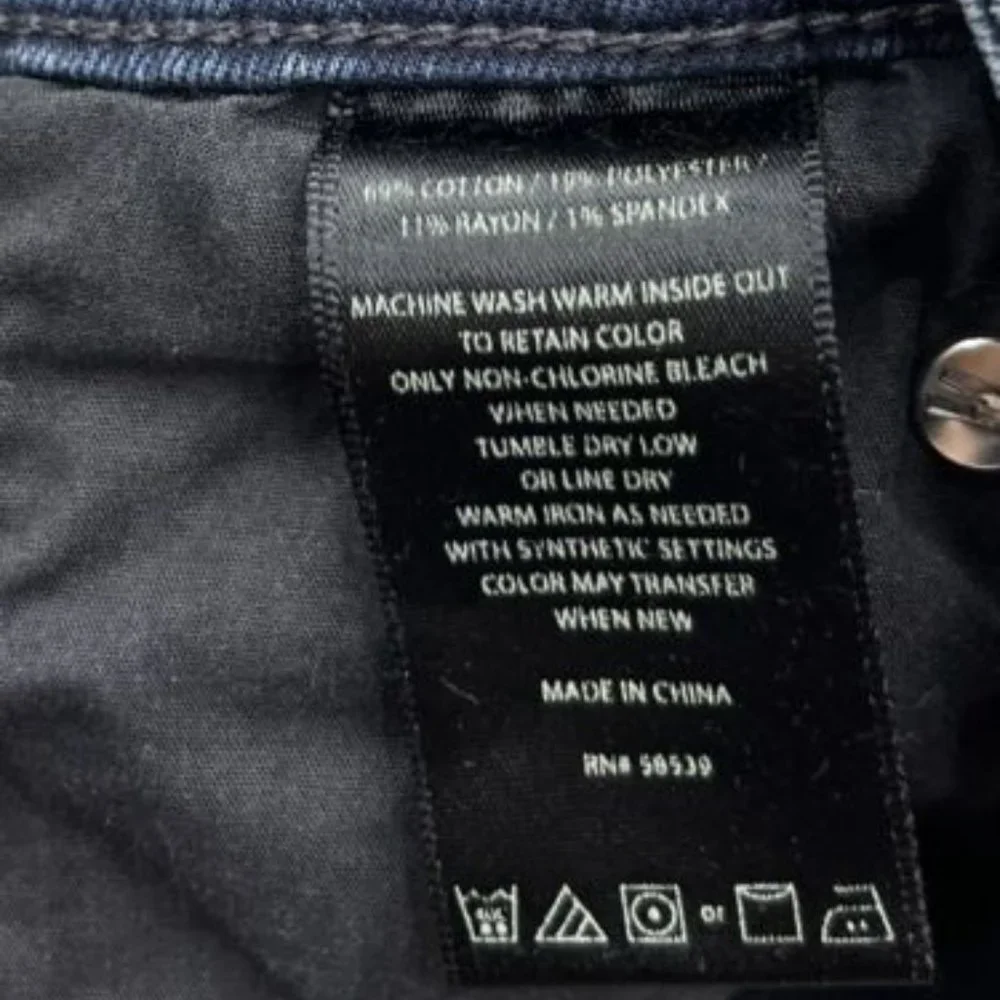 69% COTTON / 19% POLYESTER /
11% RAYON / 1% SPANDEX
MACHINE WASH WARM INSIDE OUT
TO RETAIN COLOR
ONLY NON-CHLORINE BLEACH
WHEN NEEDED
TUMBLE DRY LOW
OR LINE DRY
WARM IRON AS NEEDED
WITH SYNTHETIC SETTINGS
COLOR MAY TRANSFER
WHEN NEW
MADE IN CHINA
RN# 58539
or